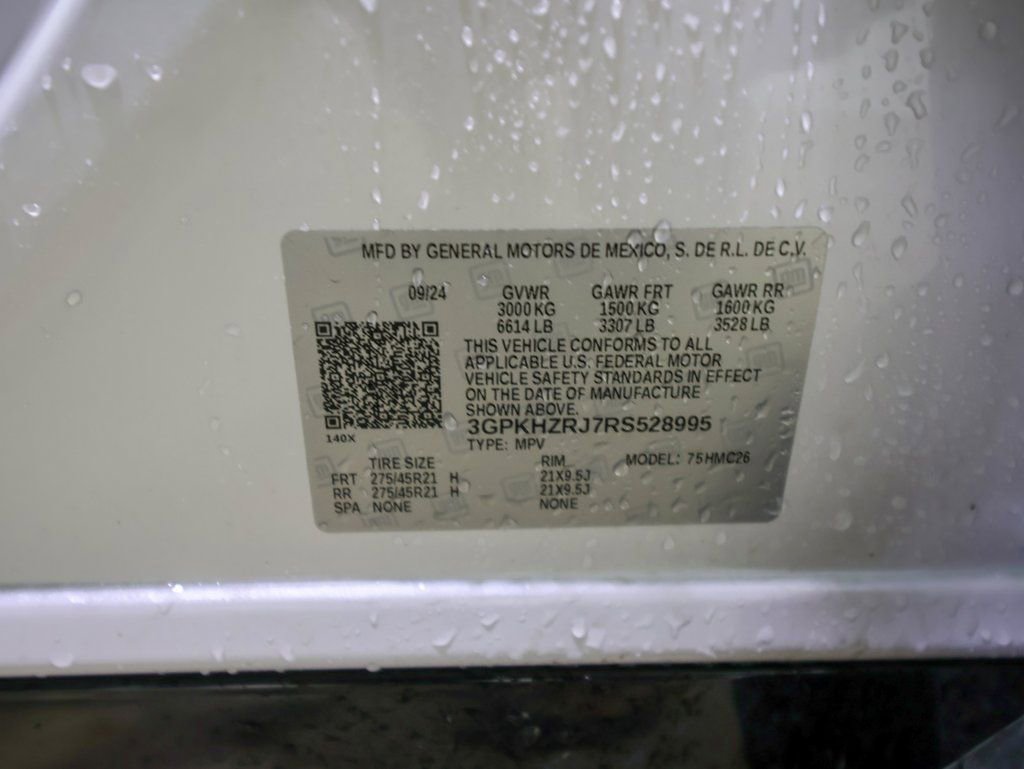 MFD BY GENERAL MOTORS DE MEXICO, S. DE R.L. DE C.V.
09/24 GVWR GAWR FRT GAWR RR
3000 KG 1500 KG 1600 KG
6614 LB 3307 LB 3528 LB
THIS VEHICLE CONFORMS TO ALL
APPLICABLE U.S. FEDERAL MOTOR
VEHICLE SAFETY STANDARDS IN EFFECT
ON THE DATE OF MANUFACTURE
SHOWN ABOVE.
3GPKHZRJ7RS528995
140X TYPE: MPV
TIRE SIZE RIM MODEL: 75HMC26
FRT 275/45R21 H 21X9.5J
RR 275/45R21 H 21X9.5J
SPA NONE NONE